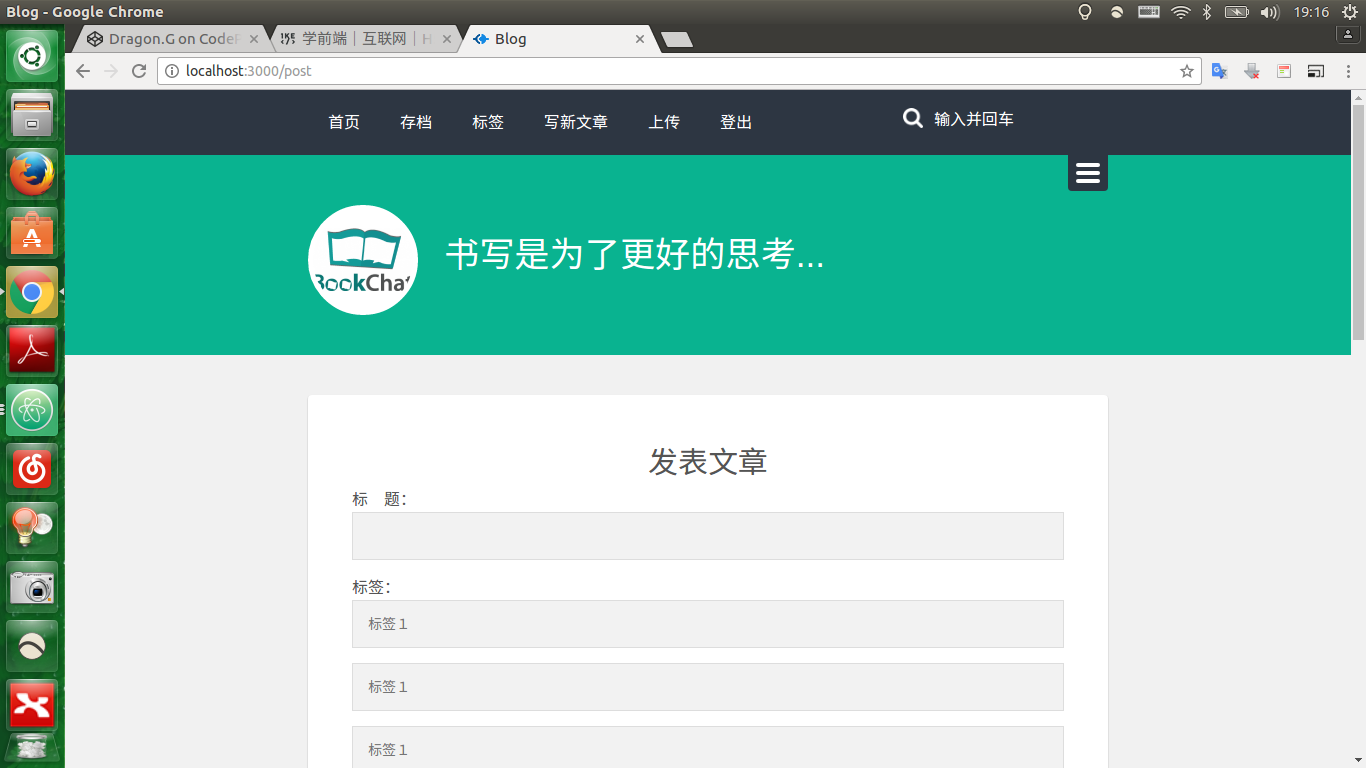 Blog - Google Chrome
19:16
Dragon.G on Code
学前端｜互联网｜H
Blog
localhost:3000/post
首页 存档 标签 写新文章 上传 登出 输入并回车
BookChat
书写是为了更好的思考...
发表文章
标　题：
标签：
标签１
标签１
标签１